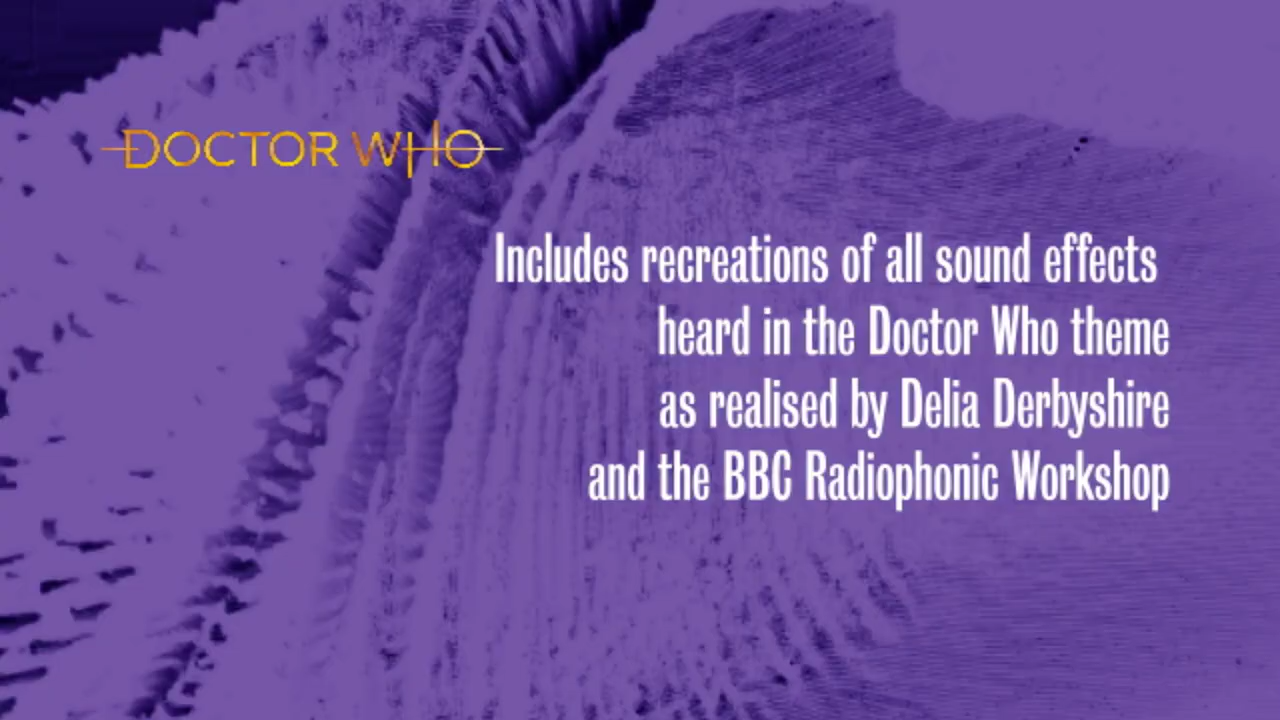 DOCTOR WHO
Includes recreations of all sound effects
heard in the Doctor Who theme
as realised by Delia Derbyshire
and the BBC Radiophonic Workshop